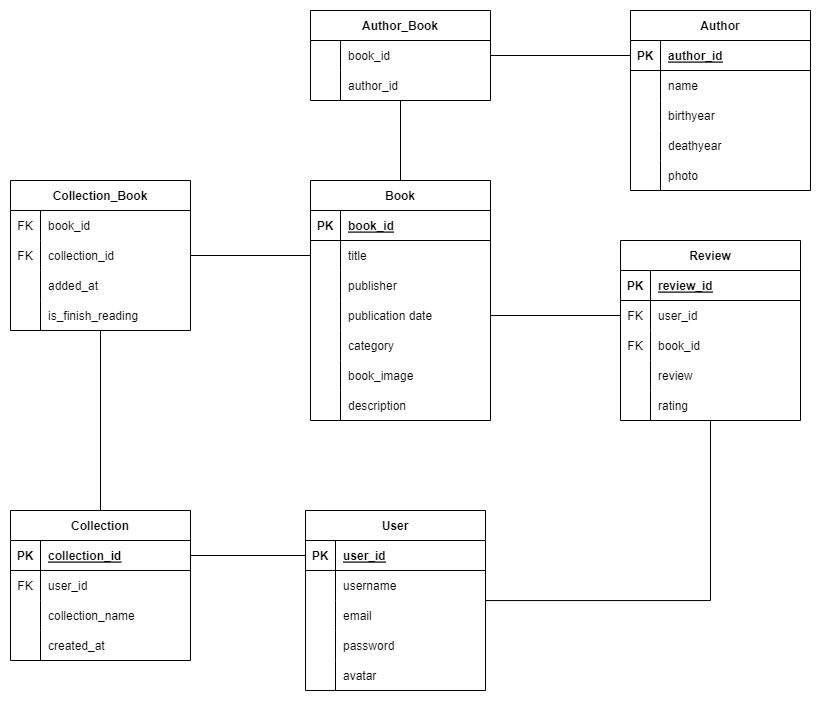 Author_Book
book_id
author_id
Author
PK author_id
name
birthyear
deathyear
photo
Collection_Book
FK book_id
FK collection_id
added_at
is_finish_reading
Book
PK book_id
title
publisher
publication date
category
book_image
description
Review
PK review_id
FK user_id
FK book_id
review
rating
Collection
PK collection_id
FK user_id
collection_name
created_at
User
PK user_id
username
email
password
avatar